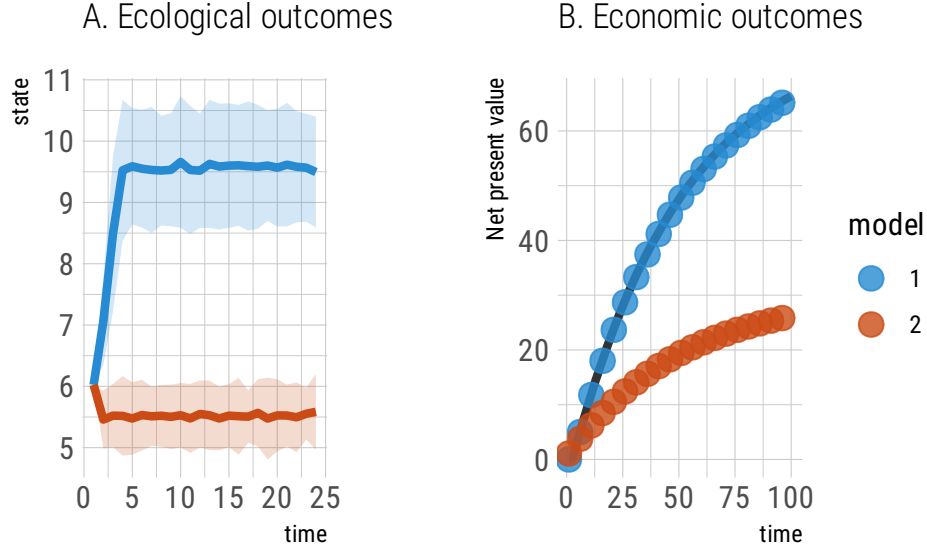 A. Ecological outcomes
state
11
10
9
8
7
6
5
0 5 10 15 20 25
time
B. Economic outcomes
Net present value
60
40
20
0
0 25 50 75 100
time
model
1
2